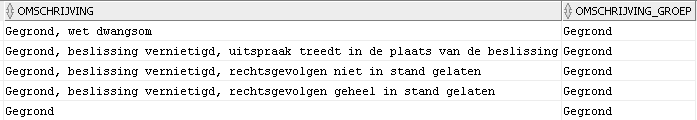 OMSCHRIJVING OMSCHRIJVING_GROEP
Gegrond, wet dwangsom Gegrond
Gegrond, beslissing vernietigd, uitspraak treedt in de plaats van de beslissing Gegrond
Gegrond, beslissing vernietigd, rechtsgevolgen niet in stand gelaten Gegrond
Gegrond, beslissing vernietigd, rechtsgevolgen geheel in stand gelaten Gegrond
Gegrond Gegrond